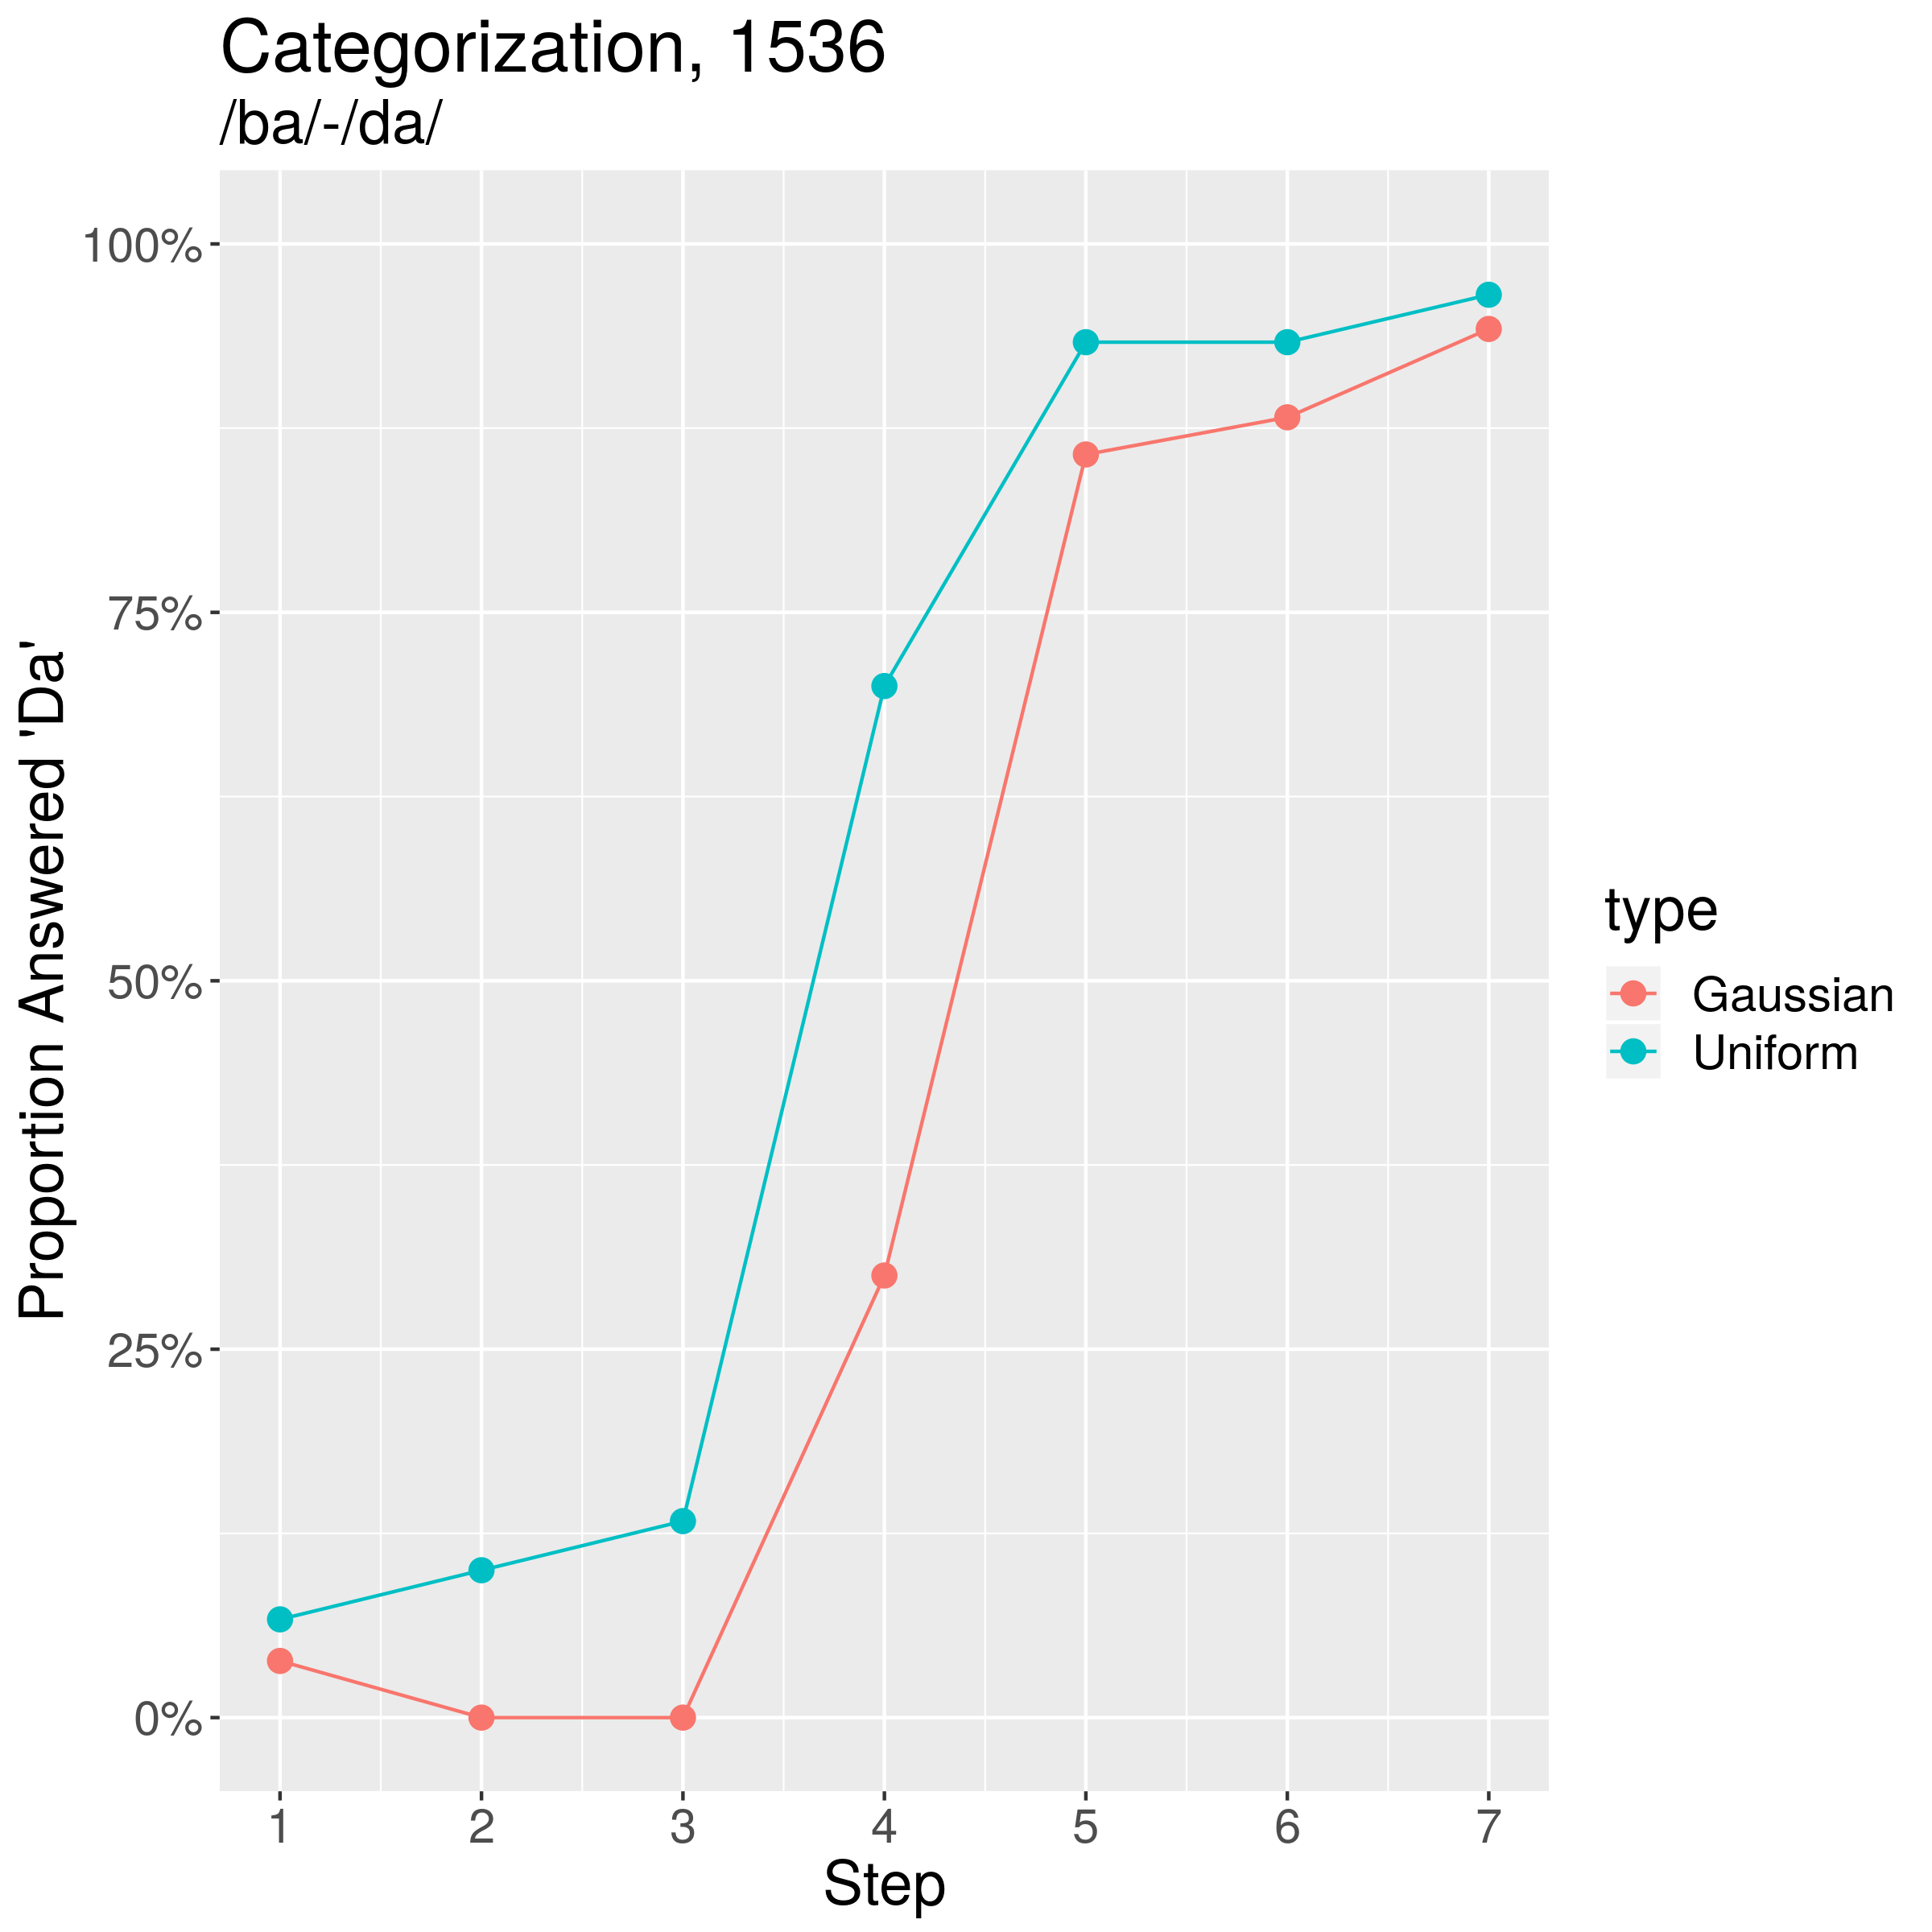 Categorization, 1536
/ba/-/da/
Proportion Answered 'Da'
100%
75%
50%
25%
0%
1 2 3 4 5 6 7
Step
type
Gaussian
Uniform